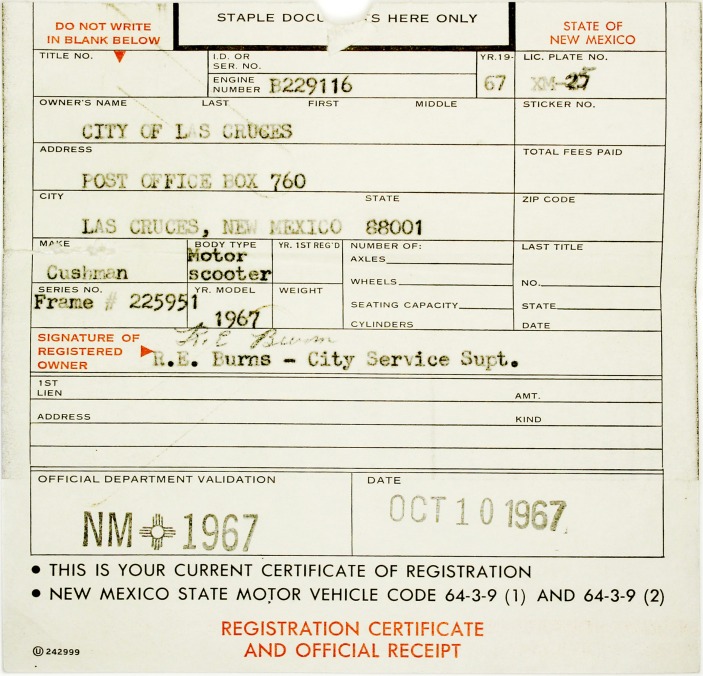 STAPLE DOCUMENTS HERE ONLY
DO NOT WRITE
IN BLANK BELOW
STATE OF
NEW MEXICO
TITLE NO.
I.D. OR
SER. NO.
ENGINE
NUMBER B229116
YR.19-
67
LIC. PLATE NO.
XM-
OWNER'S NAME LAST FIRST MIDDLE
STICKER NO.
CITY OF LAS CRUCES
ADDRESS
TOTAL FEES PAID
POST OFFICE BOX 760
CITY STATE
ZIP CODE
LAS CRUCES, NEW MEXICO 88001
MAKE
Cushman
BODY TYPE
Motor
scooter
YR. 1ST REG'D
NUMBER OF:
AXLES
WHEELS
SEATING CAPACITY
CYLINDERS
LAST TITLE
NO.
STATE
DATE
SERIES NO.
Frame # 225951
YR. MODEL
1967
WEIGHT
SIGNATURE OF
REGISTERED
OWNER
R.E. Burns
R.E. Burns - City Service Supt.
1ST
LIEN
AMT.
ADDRESS
KIND
OFFICIAL DEPARTMENT VALIDATION
NM 1967
DATE
OCT 10 1967
• THIS IS YOUR CURRENT CERTIFICATE OF REGISTRATION
• NEW MEXICO STATE MOTOR VEHICLE CODE 64-3-9 (1) AND 64-3-9 (2)
REGISTRATION CERTIFICATE
AND OFFICIAL RECEIPT
U 242999